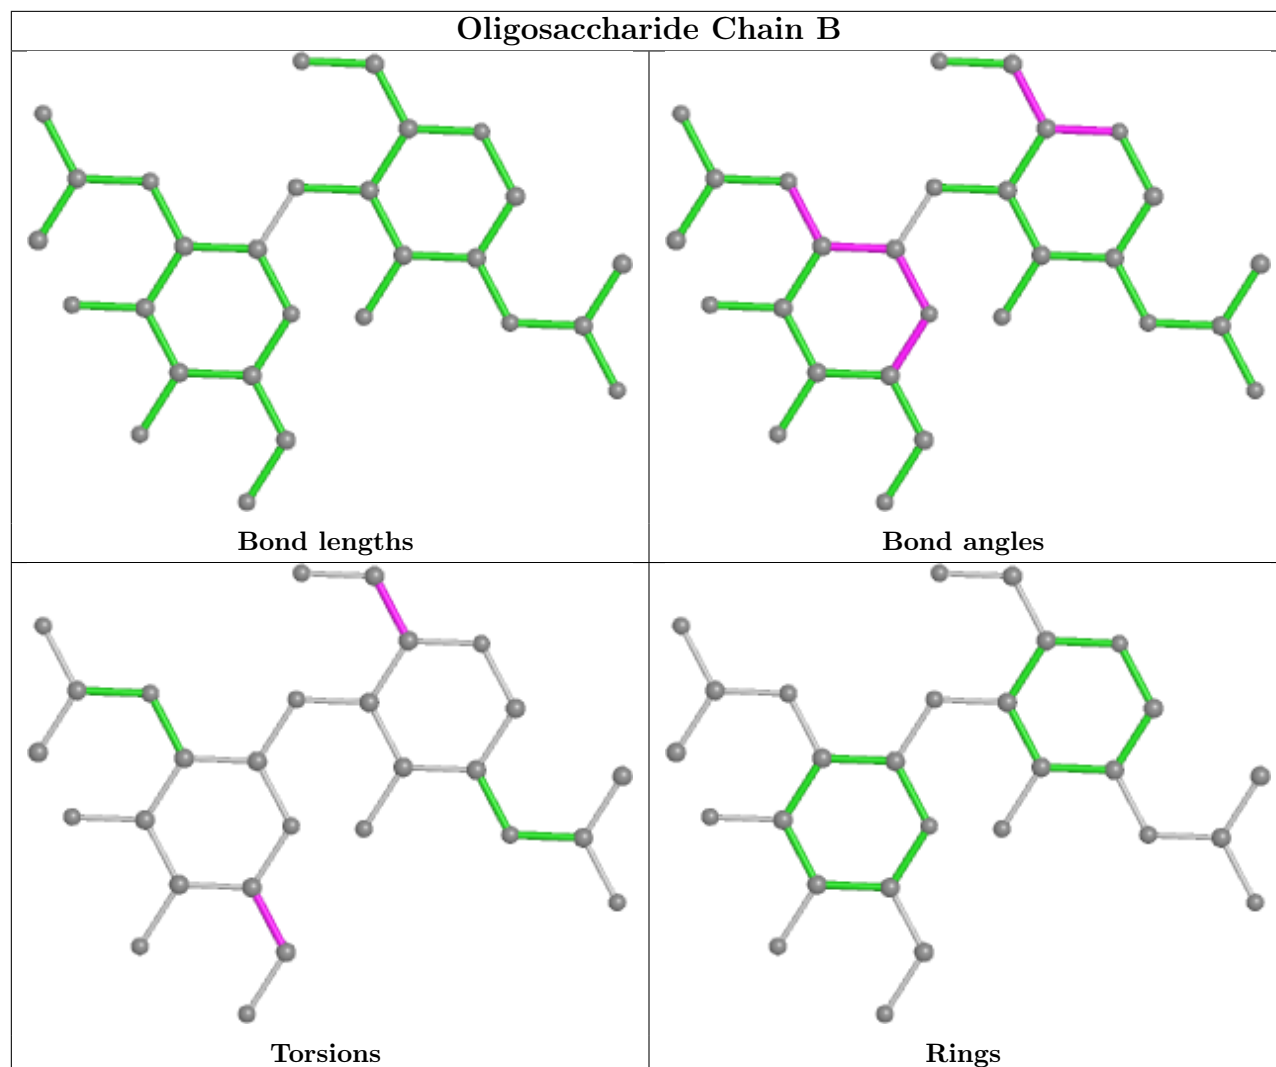 Oligosaccharide Chain B
Bond lengths
Bond angles
Torsions
Rings